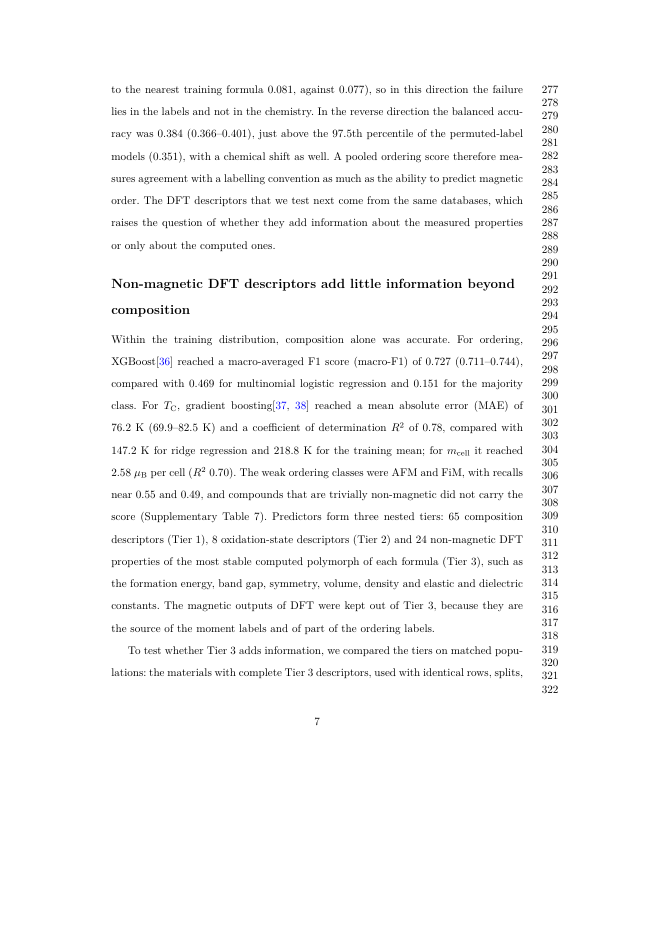 to the nearest training formula 0.081, against 0.077), so in this direction the failure
lies in the labels and not in the chemistry. In the reverse direction the balanced accu-
racy was 0.384 (0.366–0.401), just above the 97.5th percentile of the permuted-label
models (0.351), with a chemical shift as well. A pooled ordering score therefore mea-
sures agreement with a labelling convention as much as the ability to predict magnetic
order. The DFT descriptors that we test next come from the same databases, which
raises the question of whether they add information about the measured properties
or only about the computed ones.
Non-magnetic DFT descriptors add little information beyond
composition
Within the training distribution, composition alone was accurate. For ordering,
XGBoost[36] reached a macro-averaged F1 score (macro-F1) of 0.727 (0.711–0.744),
compared with 0.469 for multinomial logistic regression and 0.151 for the majority
class. For T_C, gradient boosting[37, 38] reached a mean absolute error (MAE) of
76.2 K (69.9–82.5 K) and a coefficient of determination R² of 0.78, compared with
147.2 K for ridge regression and 218.8 K for the training mean; for m_cell it reached
2.58 μ_B per cell (R² 0.70). The weak ordering classes were AFM and FiM, with recalls
near 0.55 and 0.49, and compounds that are trivially non-magnetic did not carry the
score (Supplementary Table 7). Predictors form three nested tiers: 65 composition
descriptors (Tier 1), 8 oxidation-state descriptors (Tier 2) and 24 non-magnetic DFT
properties of the most stable computed polymorph of each formula (Tier 3), such as
the formation energy, band gap, symmetry, volume, density and elastic and dielectric
constants. The magnetic outputs of DFT were kept out of Tier 3, because they are
the source of the moment labels and of part of the ordering labels.
To test whether Tier 3 adds information, we compared the tiers on matched popu-
lations: the materials with complete Tier 3 descriptors, used with identical rows, splits,
277
278
279
280
281
282
283
284
285
286
287
288
289
290
291
292
293
294
295
296
297
298
299
300
301
302
303
304
305
306
307
308
309
310
311
312
313
314
315
316
317
318
319
320
321
322
7